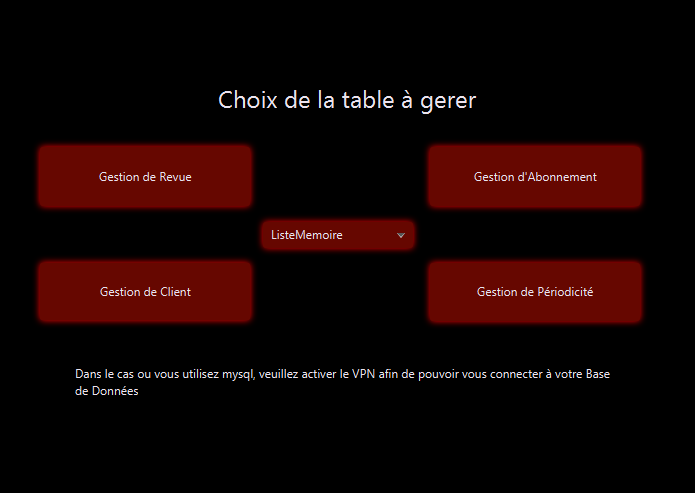 Choix de la table à gerer
Gestion de Revue
Gestion d'Abonnement
ListeMemoire
Gestion de Client
Gestion de Périodicité
Dans le cas ou vous utilisez mysql, veuillez activer le VPN afin de pouvoir vous connecter à votre Base
de Données